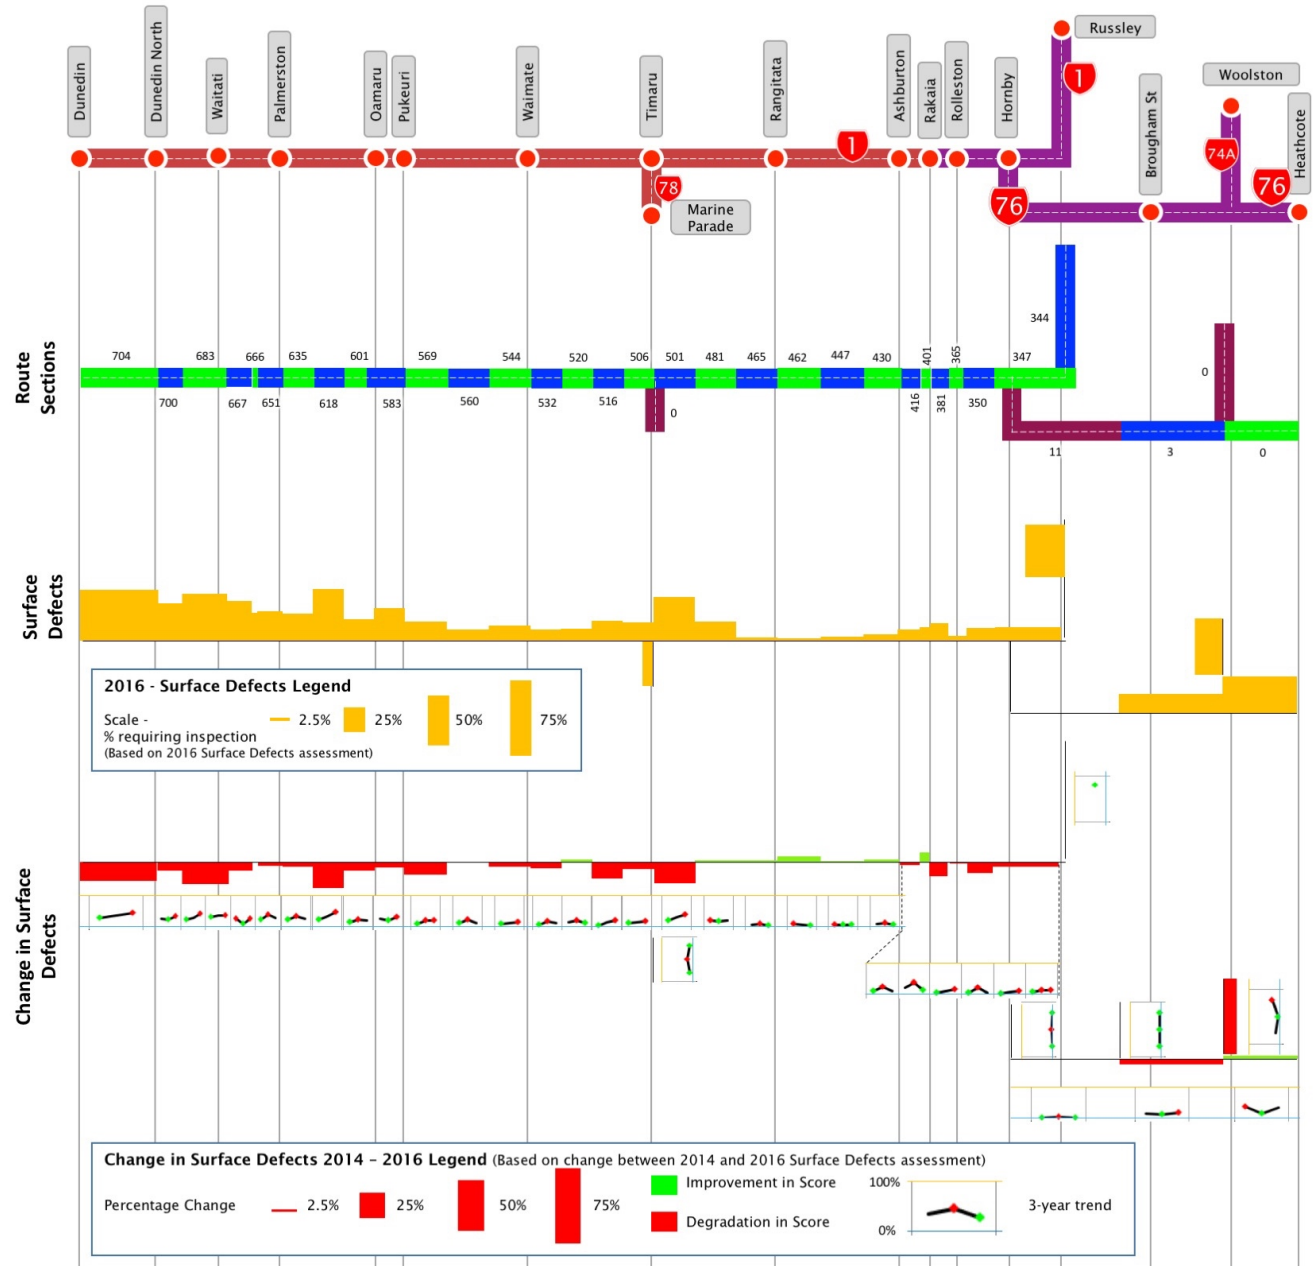 Dunedin
Dunedin North
Waitati
Palmerston
Oamaru
Pukeuri
Waimate
Timaru
Rangitata
Ashburton
Rakaia
Rolleston
Hornby
Russley
Brougham St
Woolston
Heathcote
1
1
74A
76
78
76
Marine
Parade
Route
Sections
344
704
683
666
635
601
569
544
520
506
501
481
465
462
447
430
401
365
347
0
700
667
651
618
583
560
532
516
0
416
381
350
11
3
0
Surface
Defects
2016 - Surface Defects Legend
Scale -
% requiring inspection
(Based on 2016 Surface Defects assessment)
2.5%
25%
50%
75%
Change in Surface
Defects
Change in Surface Defects 2014 – 2016 Legend (Based on change between 2014 and 2016 Surface Defects assessment)
Percentage Change
2.5%
25%
50%
75%
Improvement in Score
Degradation in Score
100%
0%
3-year trend